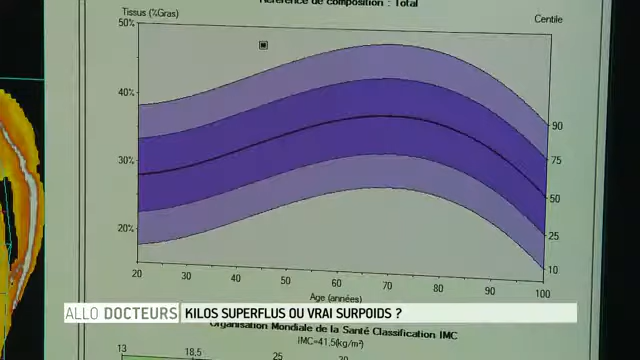 Référence de composition : Total
Tissus (%Gras)
Centile
50%
40%
30%
20%
90
75
50
25
10
20 30 40 50 60 70 80 90 100
Age (années)
ALLO DOCTEURS KILOS SUPERFLUS OU VRAI SURPOIDS ?
Organisation Mondiale de la Santé Classification IMC
IMC=41,5(kg/m²)
13 18,5 25 30